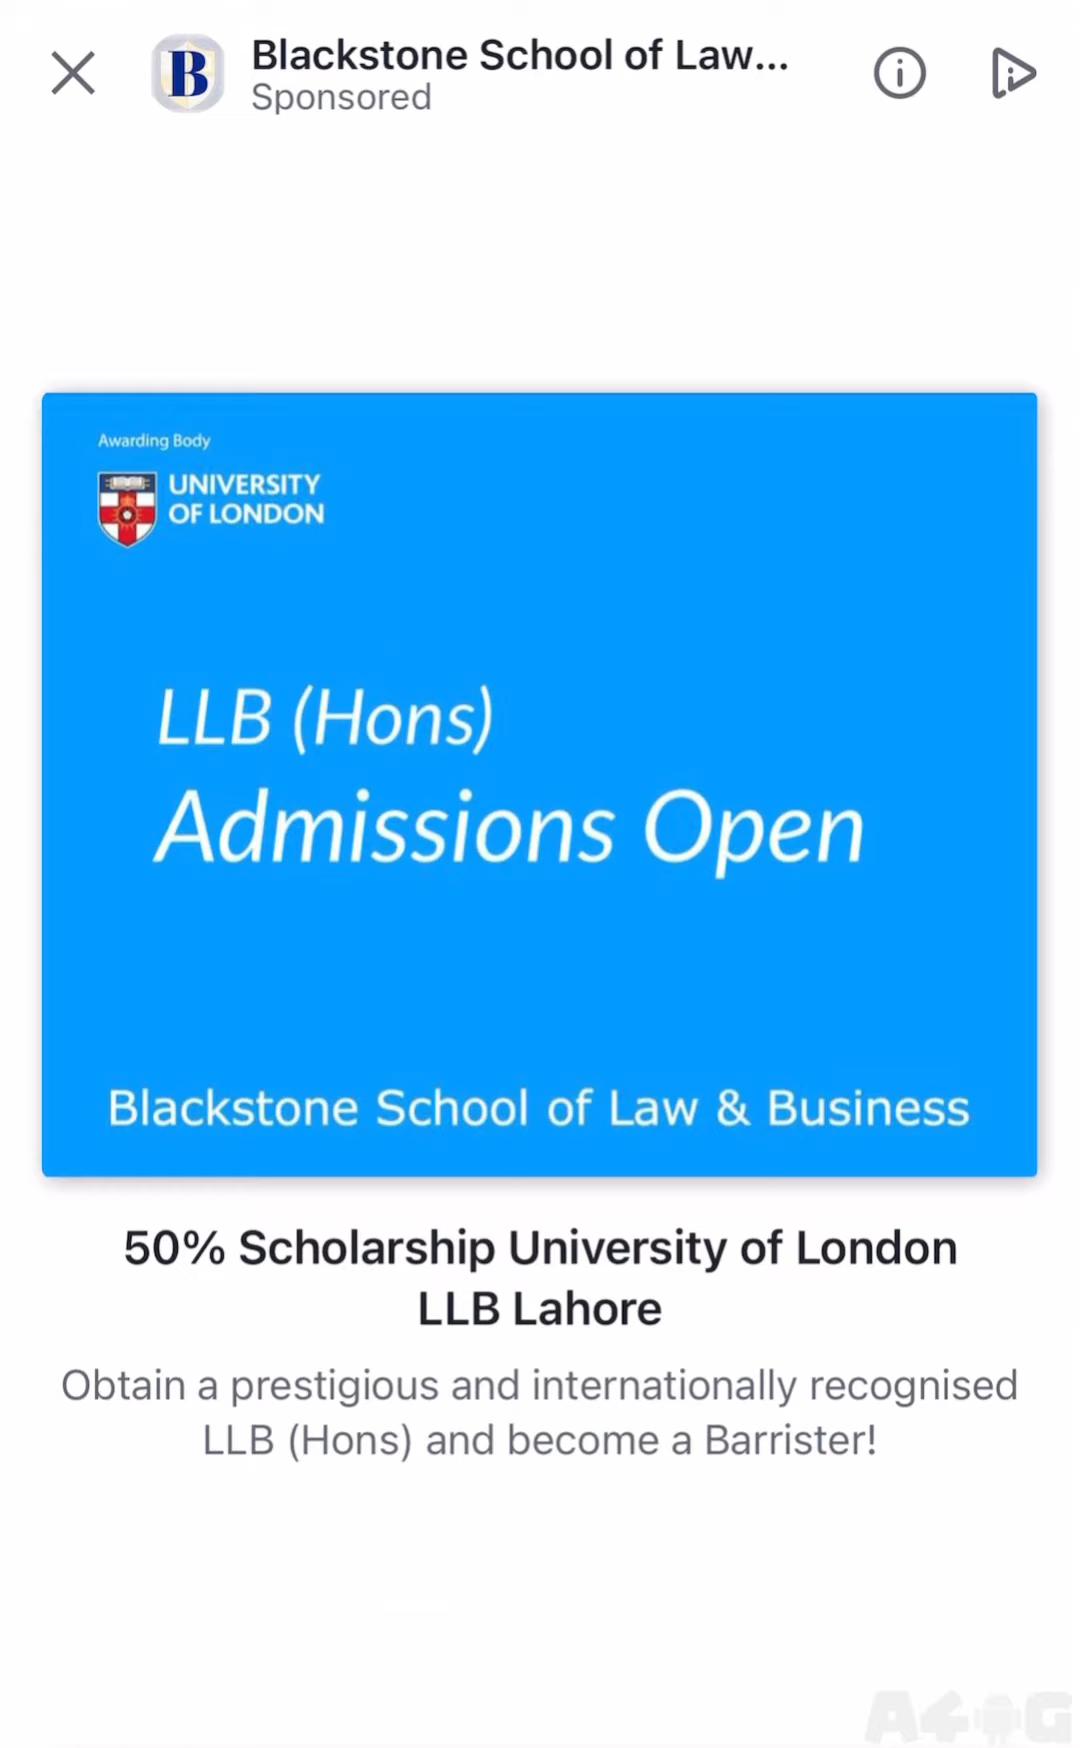 Blackstone School of Law...
Sponsored
Awarding Body
UNIVERSITY
OF LONDON
LLB (Hons)
Admissions Open
Blackstone School of Law & Business
50% Scholarship University of London
LLB Lahore
Obtain a prestigious and internationally recognised
LLB (Hons) and become a Barrister!